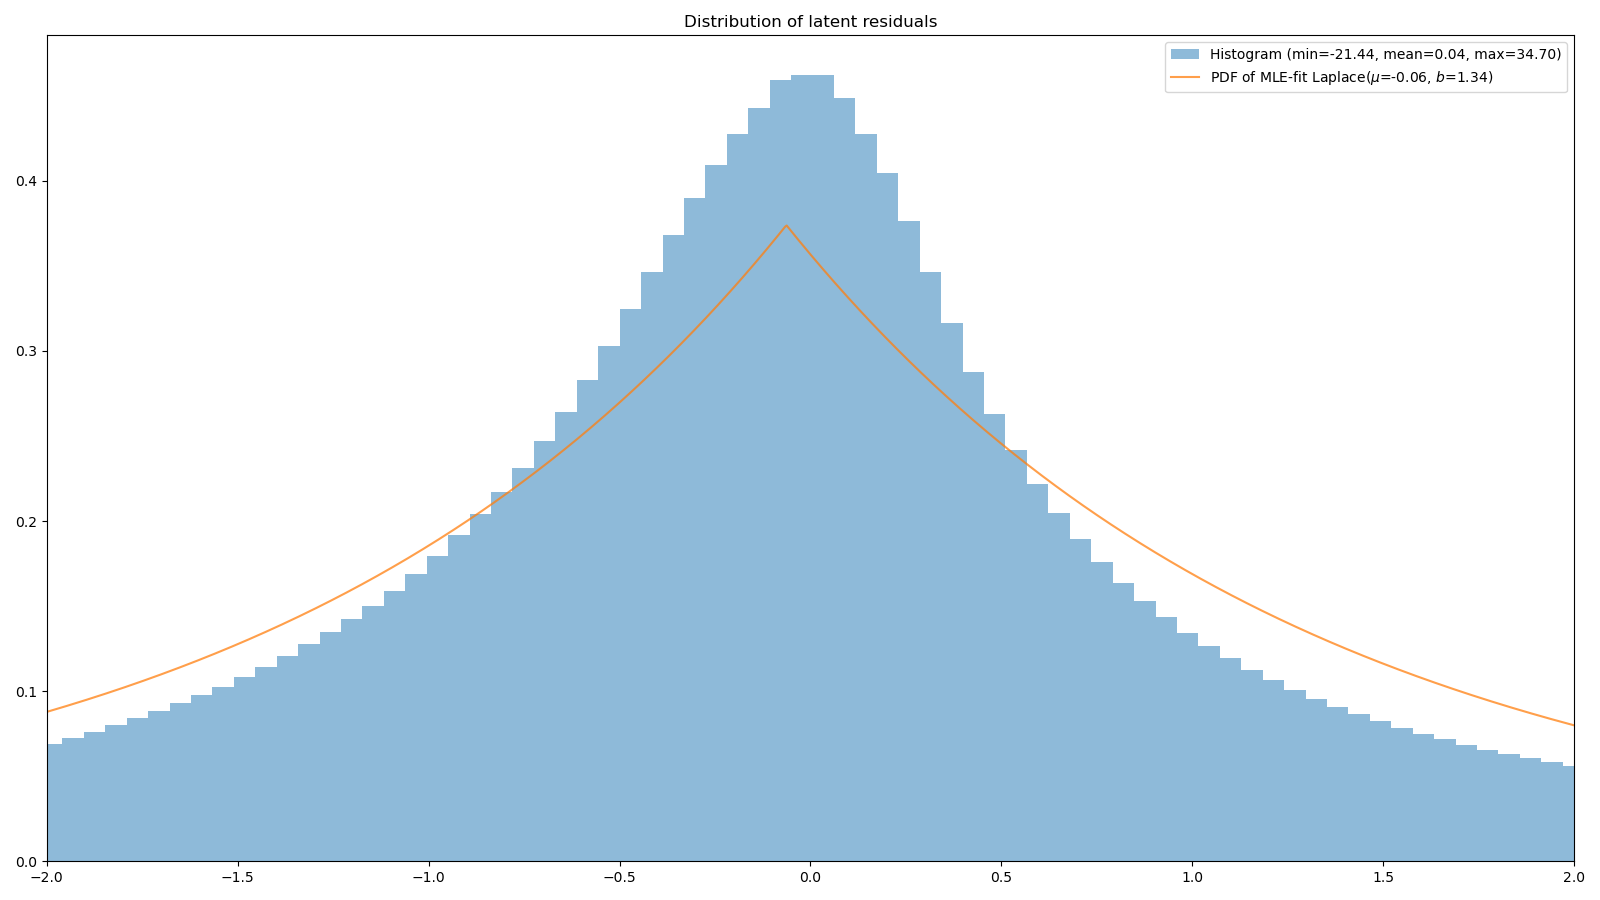 Distribution of latent residuals
Histogram (min=-21.44, mean=0.04, max=34.70)
PDF of MLE-fit Laplace(μ=-0.06, b=1.34)
0.4
0.3
0.2
0.1
0.0
−2.0 −1.5 −1.0 −0.5 0.0 0.5 1.0 1.5 2.0